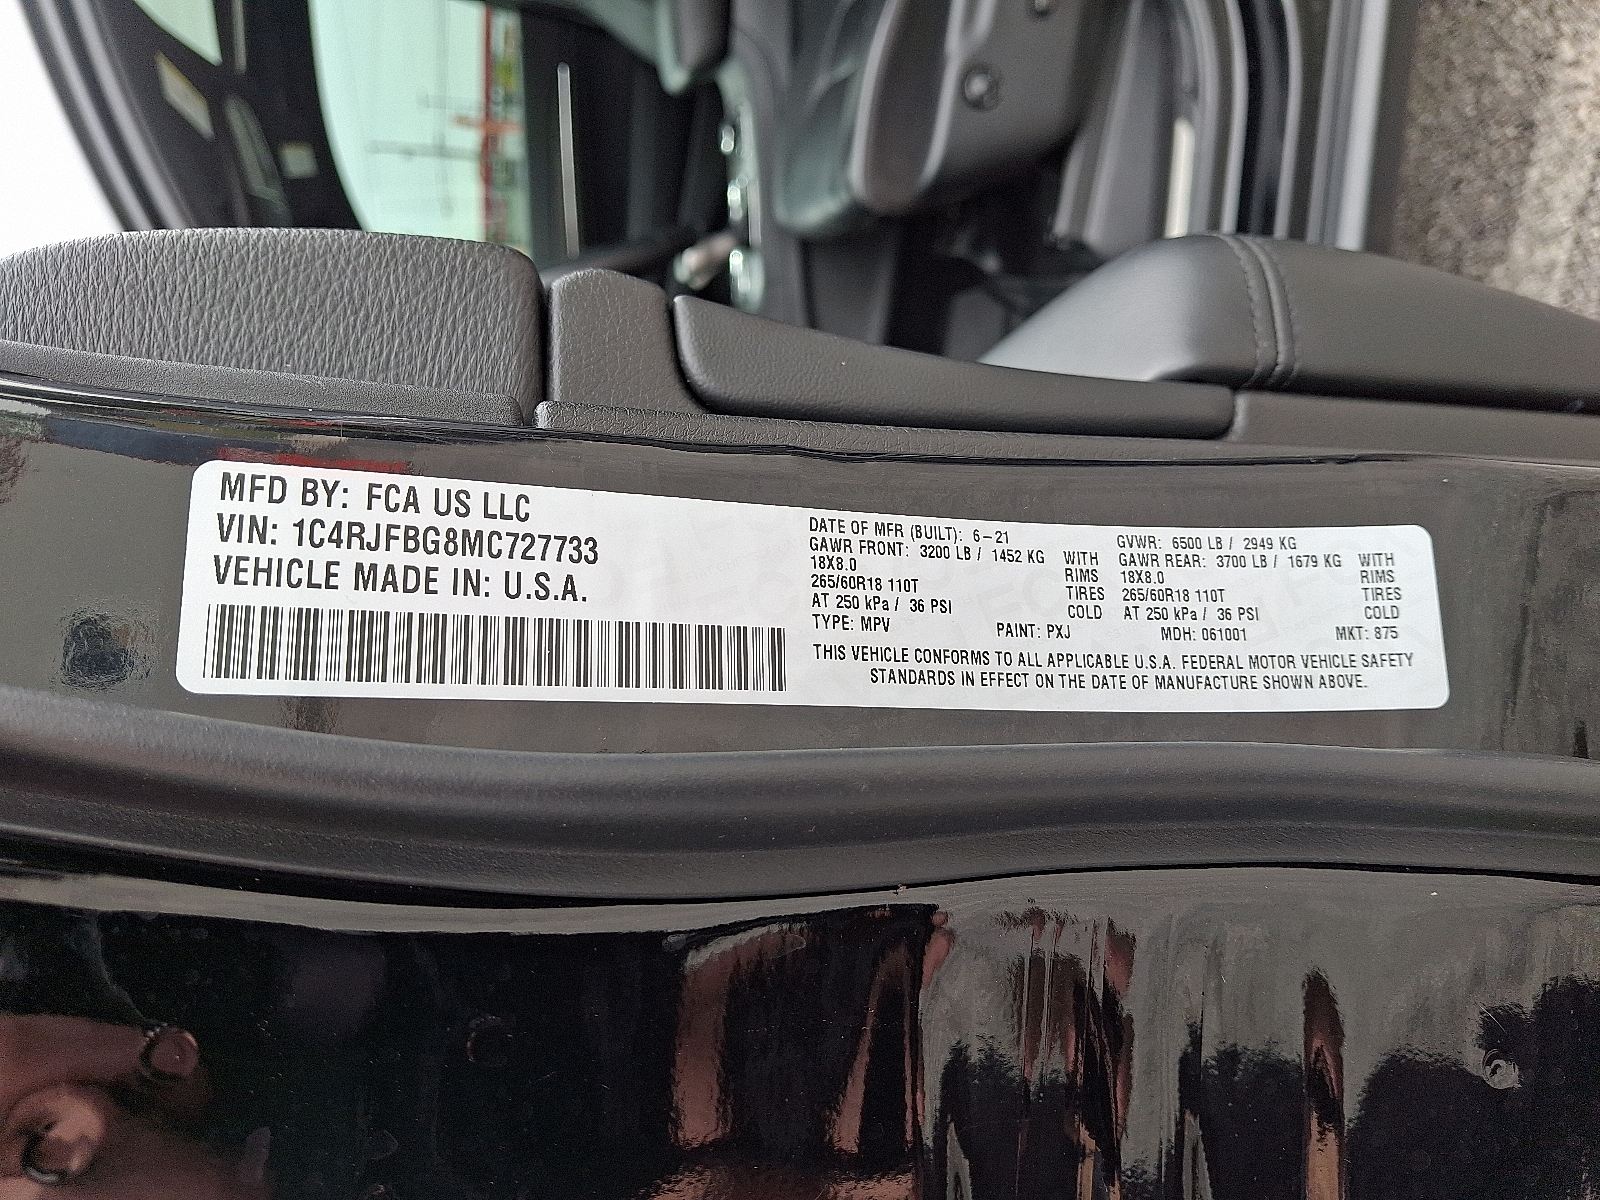 MFD BY: FCA US LLC
VIN: 1C4RJFBG8MC727733
VEHICLE MADE IN: U.S.A.
DATE OF MFR (BUILT): 6-21
GAWR FRONT: 3200 LB / 1452 KG WITH
18X8.0 RIMS
265/60R18 110T TIRES
AT 250 kPa / 36 PSI COLD
GVWR: 6500 LB / 2949 KG
GAWR REAR: 3700 LB / 1679 KG WITH
18X8.0 RIMS
265/60R18 110T TIRES
AT 250 kPa / 36 PSI COLD
TYPE: MPV PAINT: PXJ MDH: 061001 MKT: 875
THIS VEHICLE CONFORMS TO ALL APPLICABLE U.S.A. FEDERAL MOTOR VEHICLE SAFETY
STANDARDS IN EFFECT ON THE DATE OF MANUFACTURE SHOWN ABOVE.